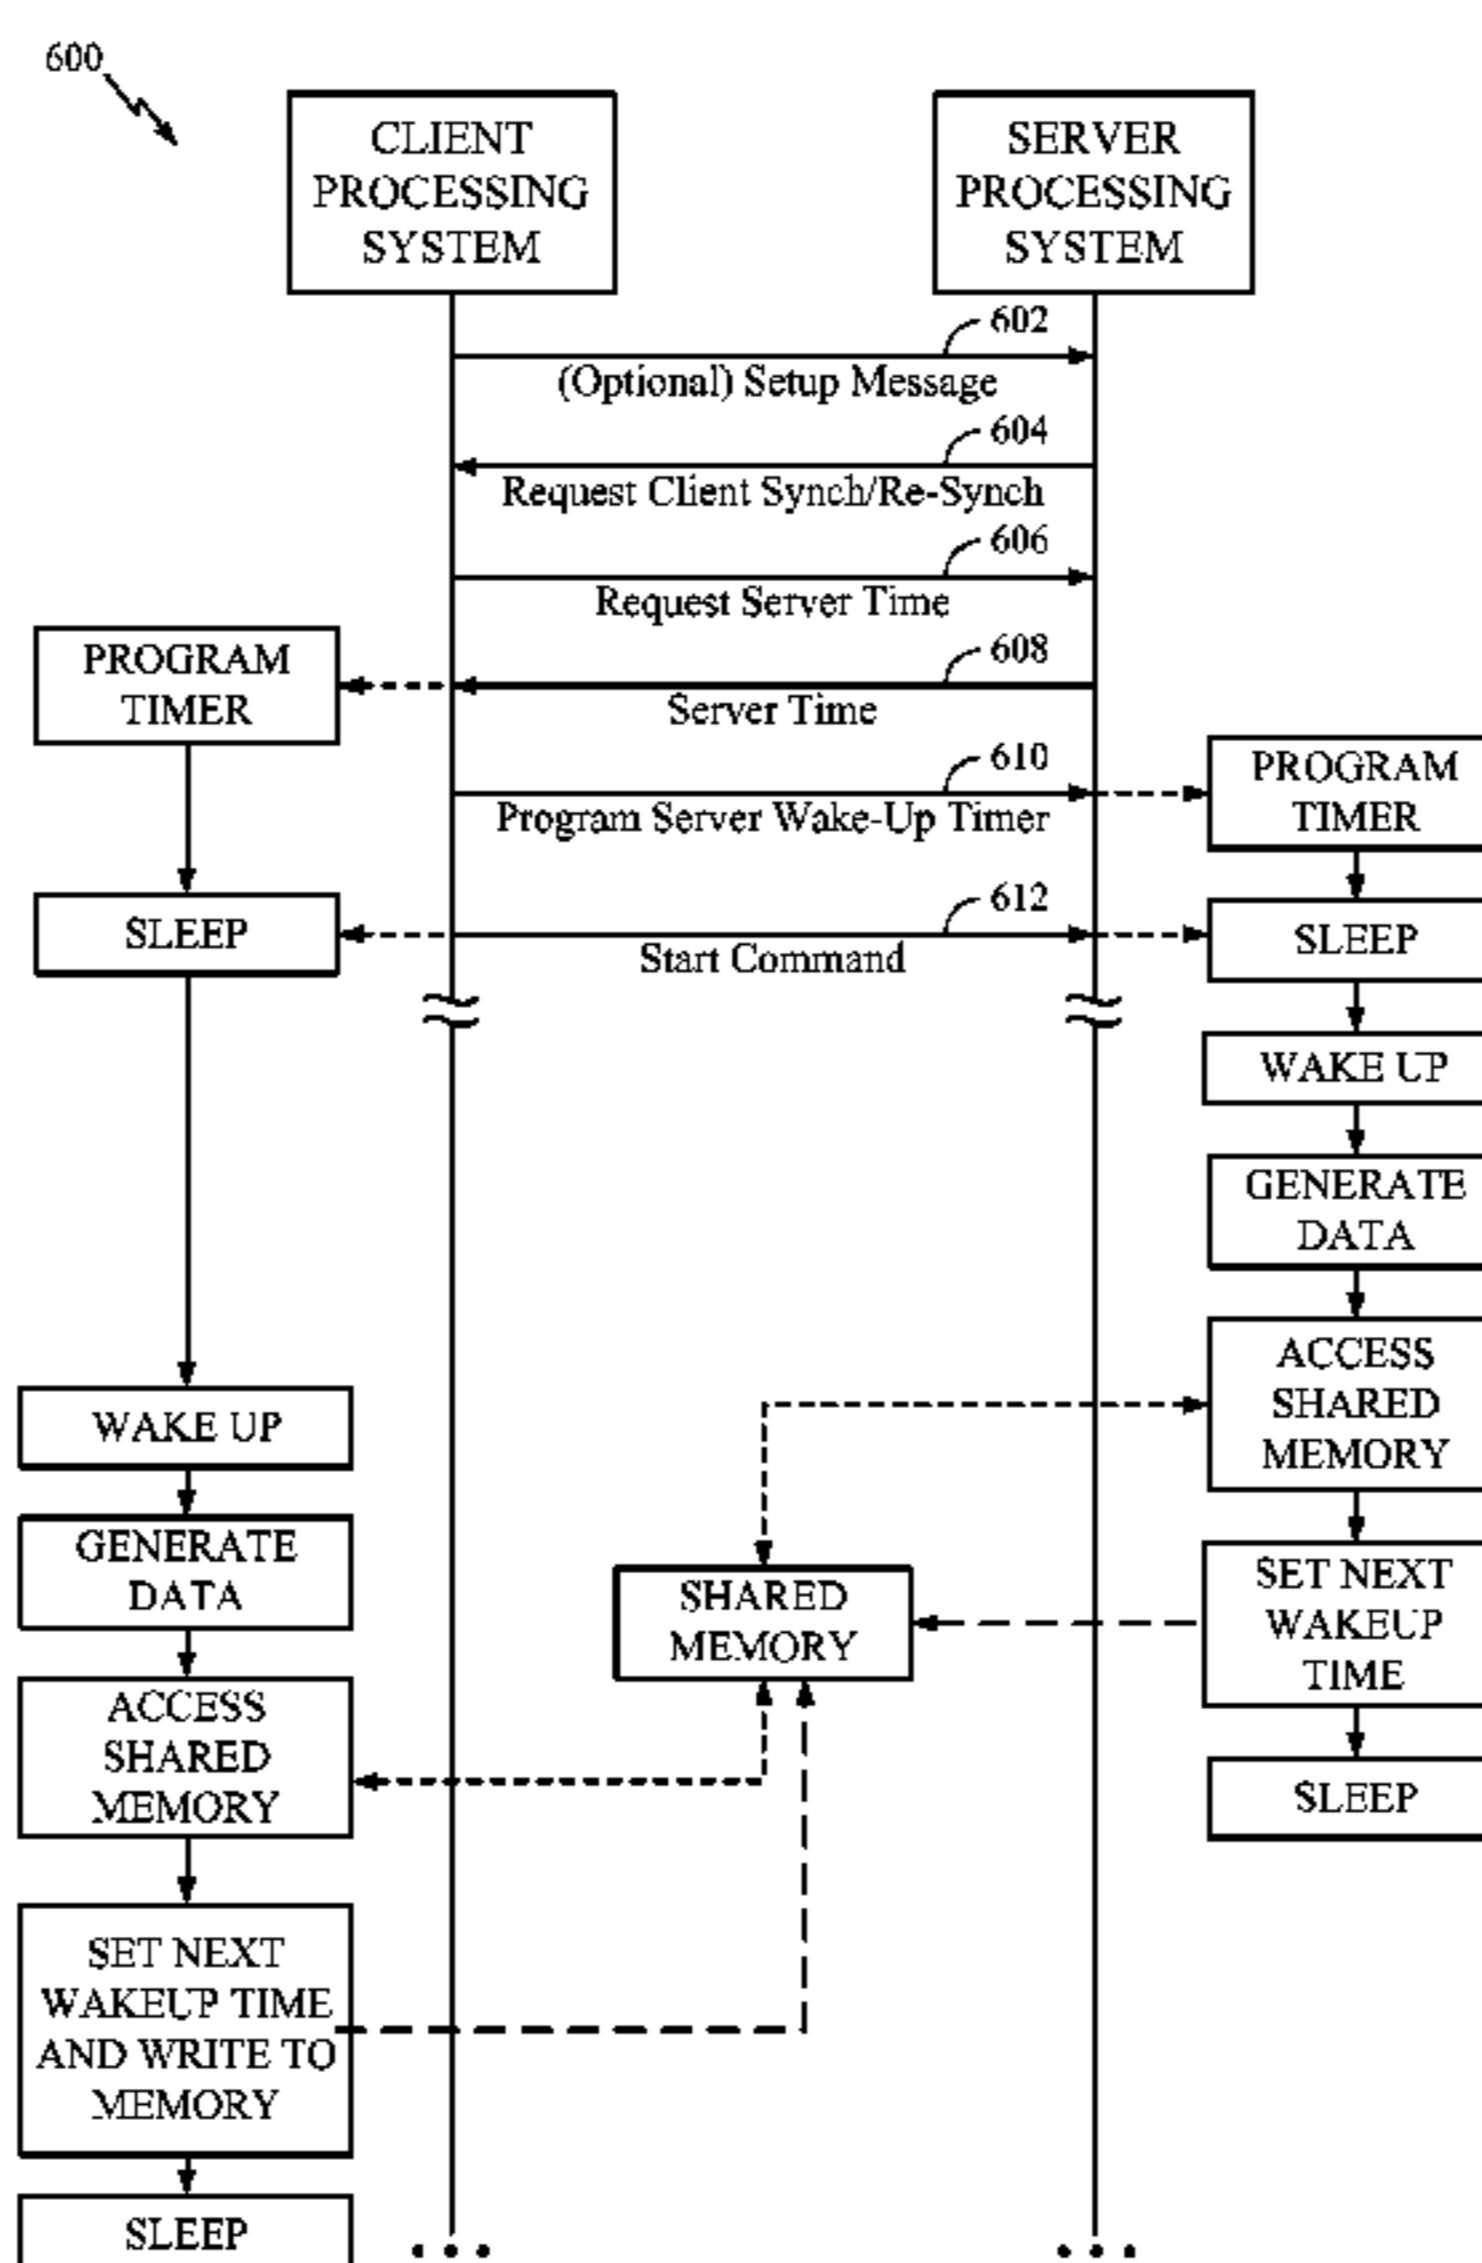 600
CLIENT
PROCESSING
SYSTEM
SERVER
PROCESSING
SYSTEM
602
(Optional) Setup Message
604
Request Client Synch/Re-Synch
606
Request Server Time
608
Server Time
PROGRAM
TIMER
610
Program Server Wake-Up Timer
PROGRAM
TIMER
612
Start Command
SLEEP
SLEEP
WAKE UP
GENERATE
DATA
ACCESS
SHARED
MEMORY
WAKE UP
GENERATE
DATA
SHARED
MEMORY
SET NEXT
WAKEUP
TIME
ACCESS
SHARED
MEMORY
SLEEP
SET NEXT
WAKEUP TIME
AND WRITE TO
MEMORY
SLEEP